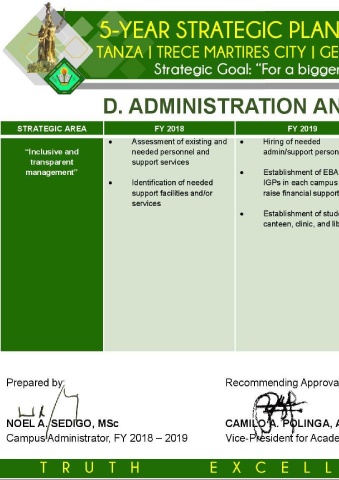 5-YEAR STRATEGIC PLAN
TANZA | TRECE MARTIRES CITY | GE
Strategic Goal: “For a bigger
D. ADMINISTRATION AN
STRATEGIC AREA
FY 2018
FY 2019
“Inclusive and
transparent
management”
• Assessment of existing and
needed personnel and
support services
• Identification of needed
support facilities and/or
services
• Hiring of needed
admin/support person
• Establishment of EBA
IGPs in each campus
raise financial support
• Establishment of stude
canteen, clinic, and lib
Prepared by:
NOEL A. SEDIGO, MSc
Campus Administrator, FY 2018 – 2019
Recommending Approva
CAMILO A. POLINGA, A
Vice-President for Acade
TRUTH EXCELL